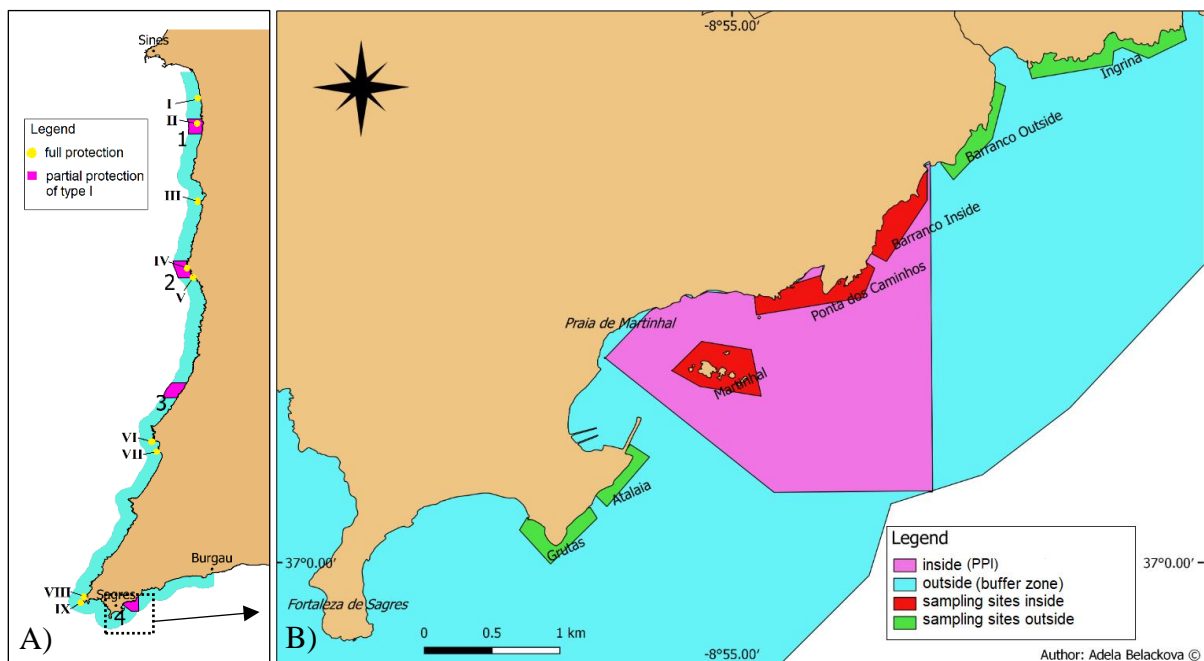 A)
Sines
I
II
1
Legend
full protection
partial protection
of type I
III
IV
2
V
3
VI
VII
Burgau
VIII
Sagres
IX
4
B)
-8°55.00'
Ingrina
Barranco Outside
Barranco Inside
Ponta dos Caminhos
Praia de Martinhal
Martinhal
Atalaia
Grutas
37°0.00'
37°0.00'
Fortaleza de Sagres
Legend
inside (PPI)
outside (buffer zone)
sampling sites inside
sampling sites outside
0 0.5 1 km
-8°55.00'
Author: Adela Belackova ©